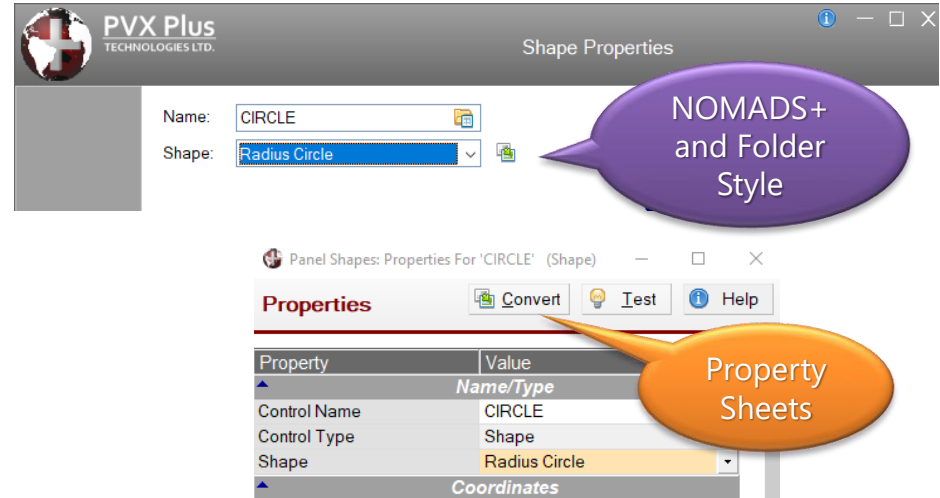 PVX Plus
TECHNOLOGIES LTD.
Shape Properties
Name: CIRCLE
Shape: Radius Circle
NOMADS+
and Folder
Style
Panel Shapes: Properties For 'CIRCLE' (Shape)
Properties Convert Test Help
Property Value
Name/Type
Control Name CIRCLE
Control Type Shape
Shape Radius Circle
Coordinates
Property
Sheets